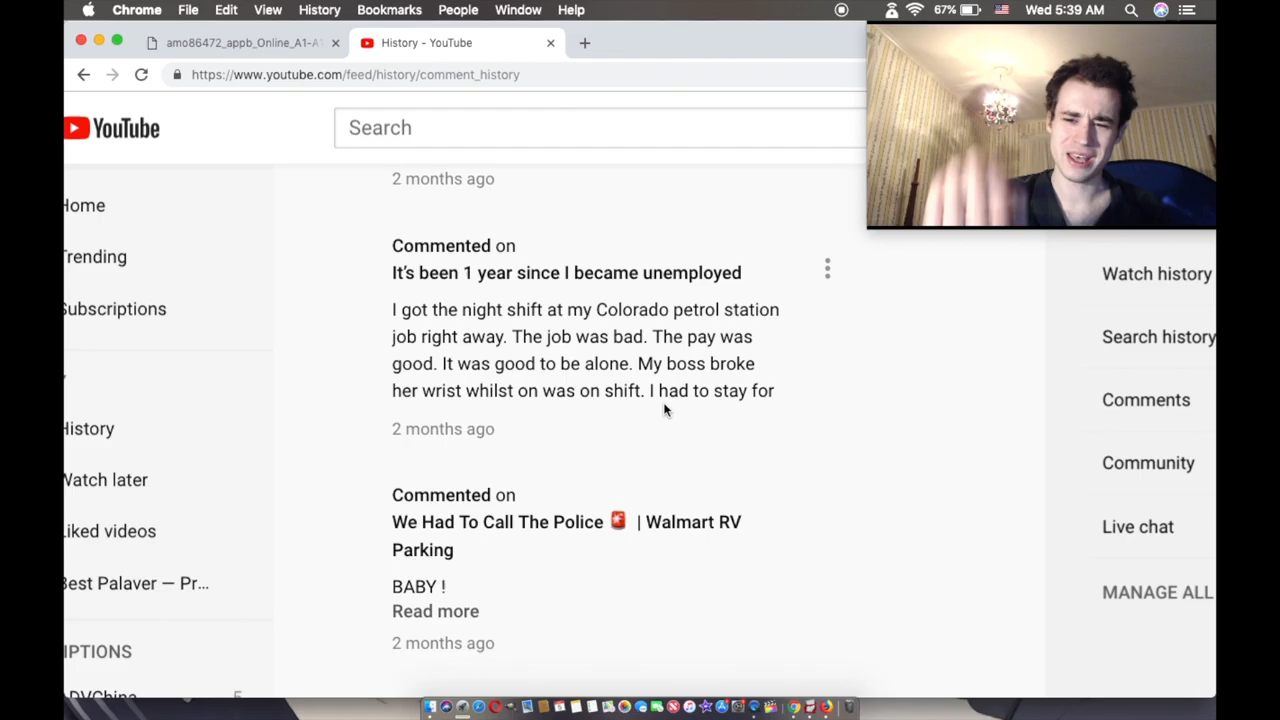 Chrome File Edit View History Bookmarks People Window Help 67% Wed 5:39 AM
amo86472_appb_Online_A1-A
History - YouTube
https://www.youtube.com/feed/history/comment_history
YouTube
Search
2 months ago
Home
Trending
Subscriptions
History
Watch later
Liked videos
Best Palaver — Pr...
IPTIONS
ADVChina 5
Commented on
It’s been 1 year since I became unemployed
I got the night shift at my Colorado petrol station
job right away. The job was bad. The pay was
good. It was good to be alone. My boss broke
her wrist whilst on was on shift. I had to stay for
2 months ago
Commented on
We Had To Call The Police 🚨 | Walmart RV
Parking
BABY !
Read more
2 months ago
Watch history
Search history
Comments
Community
Live chat
MANAGE ALL